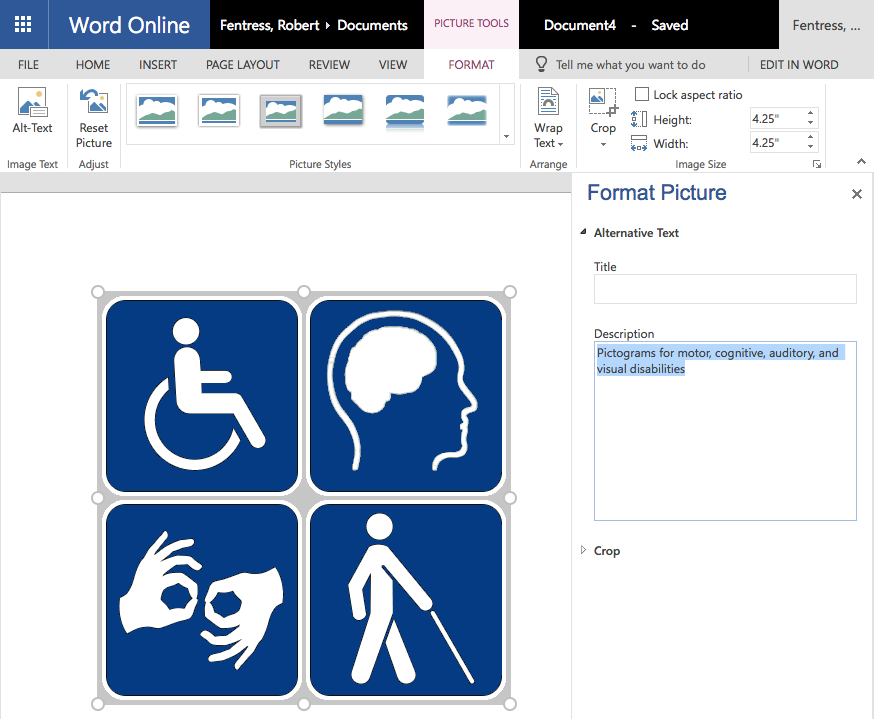 Word Online
Fentress, Robert ▸ Documents
PICTURE TOOLS
Document4 - Saved
Fentress, ...
FILE
HOME
INSERT
PAGE LAYOUT
REVIEW
VIEW
FORMAT
Tell me what you want to do
EDIT IN WORD
Alt-Text
Reset
Picture
Wrap
Text
Crop
Lock aspect ratio
Height:
4.25"
Width:
4.25"
Image Text
Adjust
Picture Styles
Arrange
Image Size
Format Picture
Alternative Text
Title
Description
Pictograms for motor, cognitive, auditory, and
visual disabilities
Crop